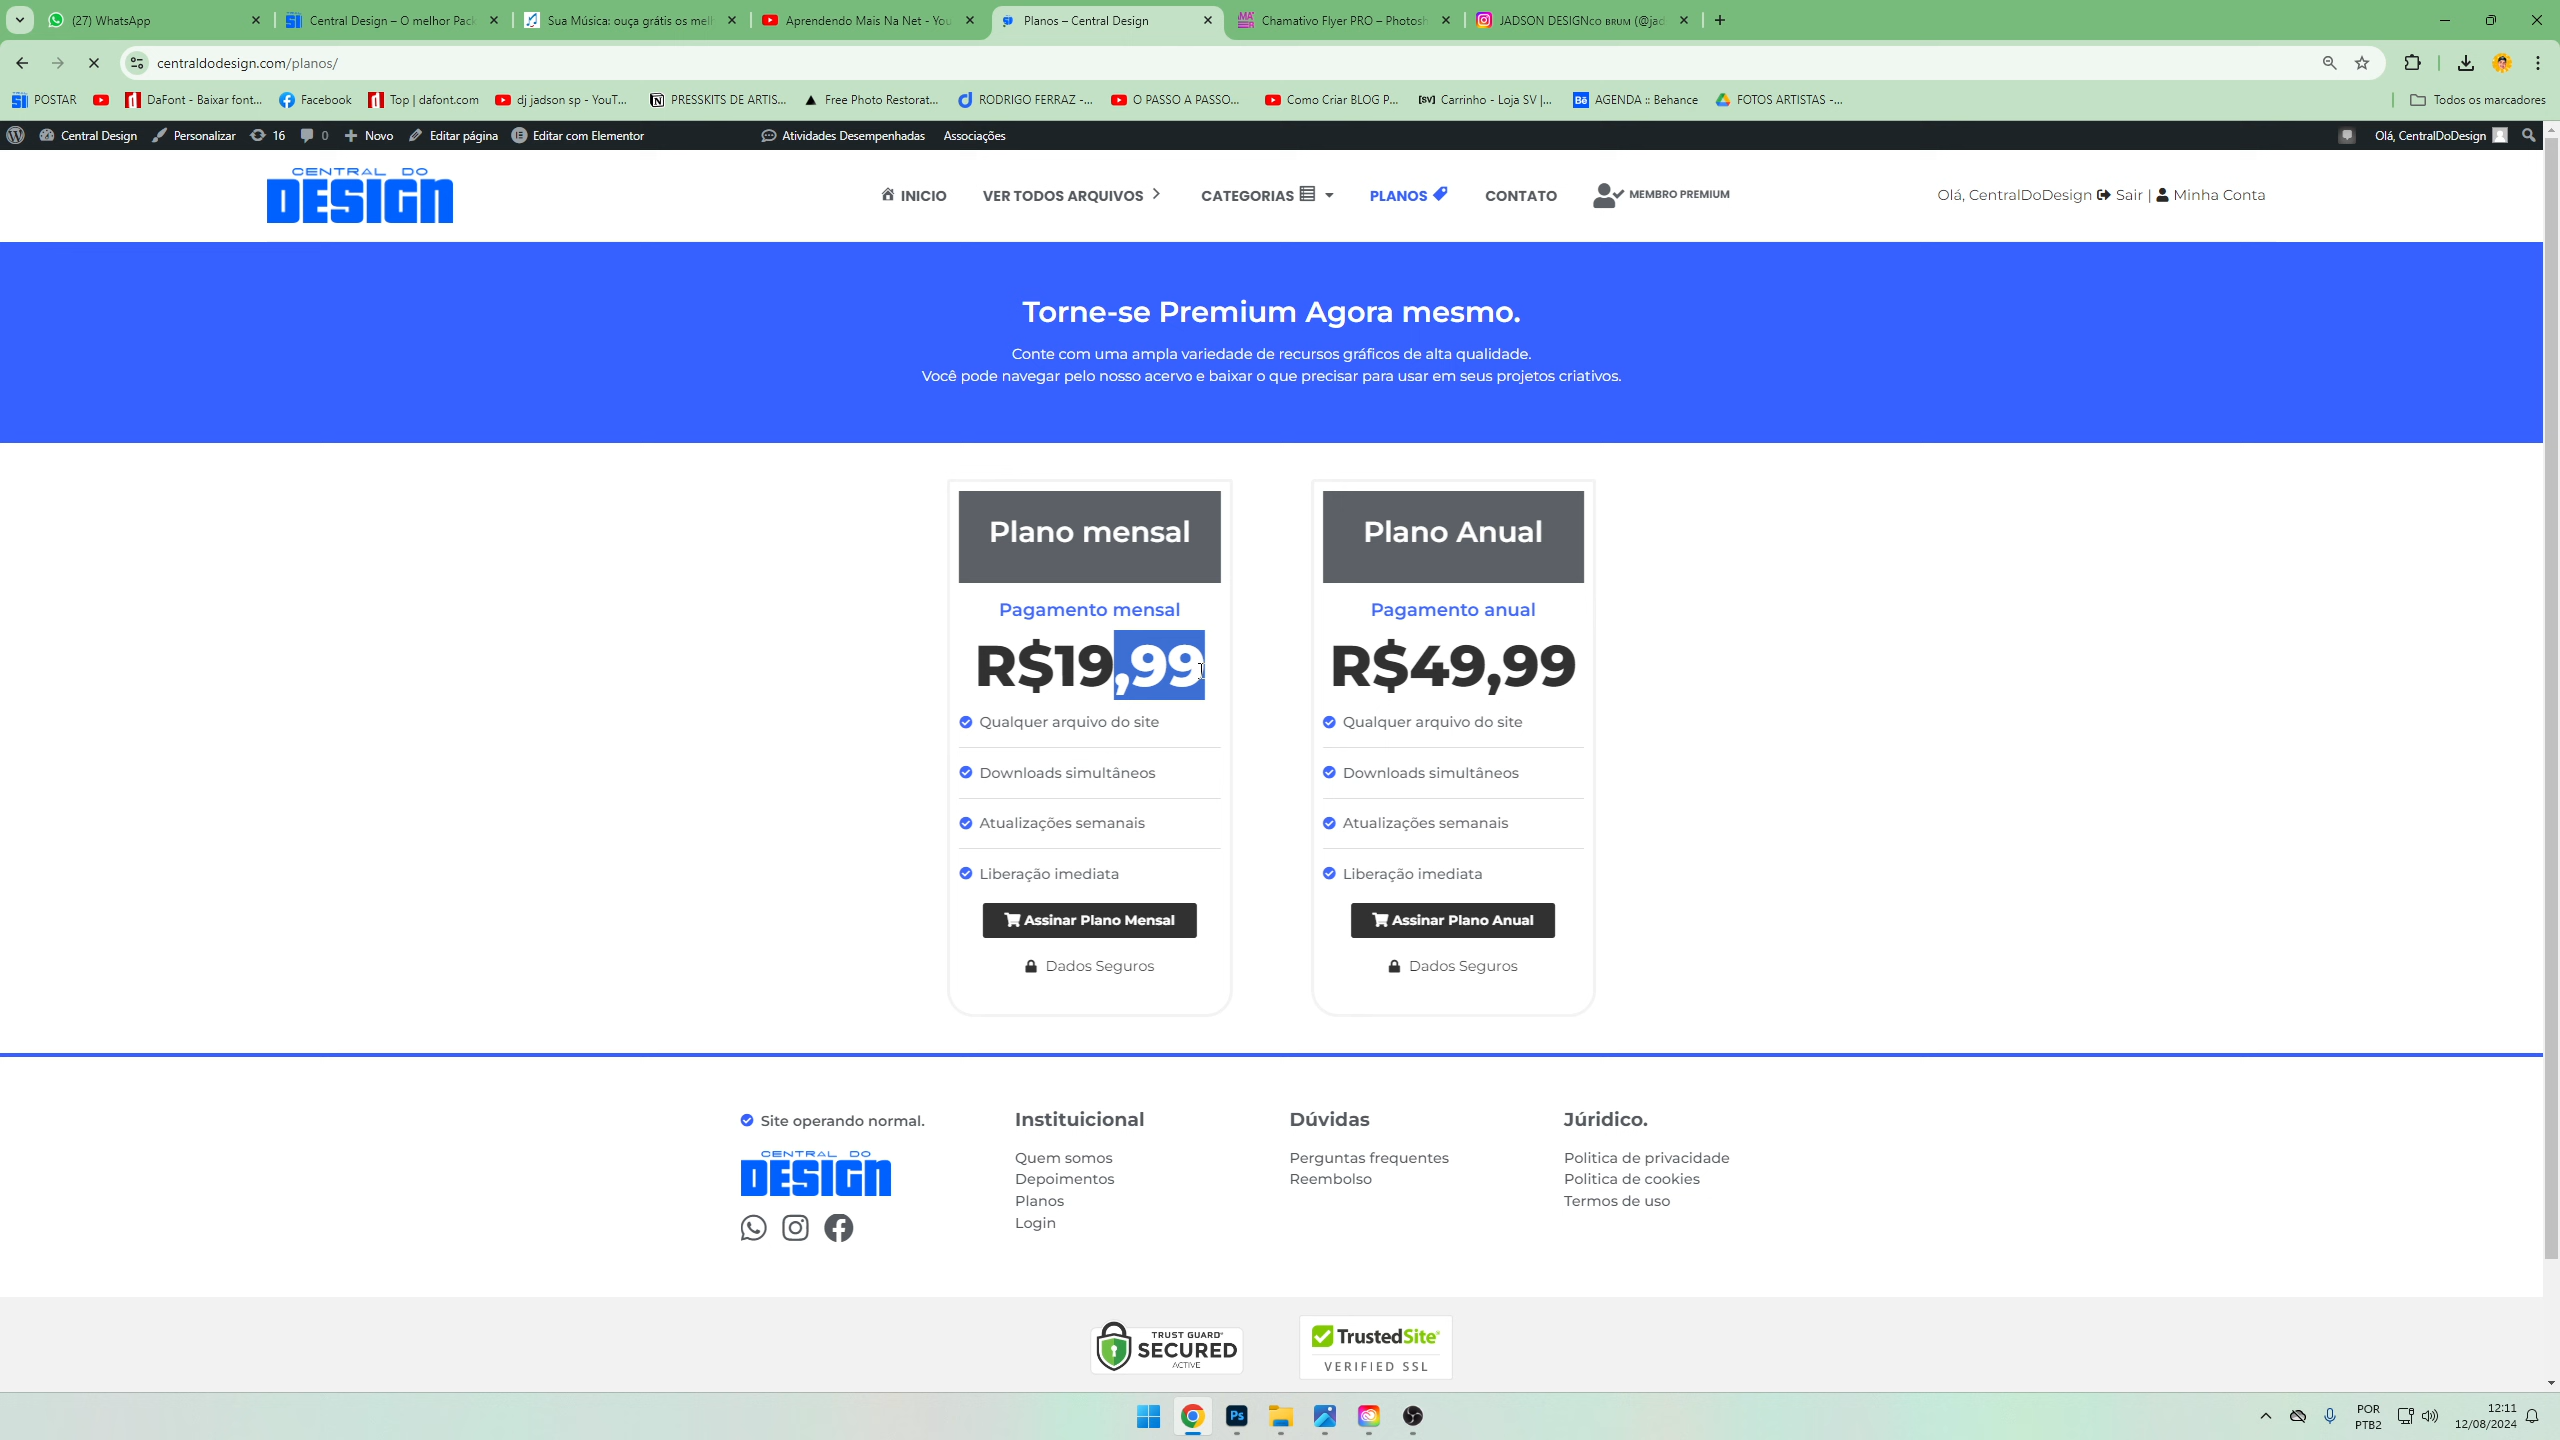 (27) WhatsApp
Central Design – O melhor Pack
Sua Música: ouça grátis os melh
Aprendendo Mais Na Net - You
Planos – Central Design
Chamativo Flyer PRO – Photosh
JADSON DESIGNco ʙʀᴜᴍ (@jad
centraldodesign.com/planos/
POSTAR
DaFont - Baixar font...
Facebook
Top | dafont.com
dj jadson sp - YouT...
PRESSKITS DE ARTIS...
Free Photo Restorat...
RODRIGO FERRAZ -...
O PASSO A PASSO...
Como Criar BLOG P...
[SV] Carrinho - Loja SV |...
Bē AGENDA :: Behance
FOTOS ARTISTAS -...
Todos os marcadores
Central Design
Personalizar
16
0
Novo
Editar página
Editar com Elementor
Atividades Desempenhadas
Associações
Olá, CentralDoDesign
CENTRAL DO
DESIGN
INICIO
VER TODOS ARQUIVOS
CATEGORIAS
PLANOS
CONTATO
MEMBRO PREMIUM
Olá, CentralDoDesign Sair | Minha Conta
Torne-se Premium Agora mesmo.
Conte com uma ampla variedade de recursos gráficos de alta qualidade.
Você pode navegar pelo nosso acervo e baixar o que precisar para usar em seus projetos criativos.
Plano mensal
Pagamento mensal
R$19,99
Qualquer arquivo do site
Downloads simultâneos
Atualizações semanais
Liberação imediata
Assinar Plano Mensal
Dados Seguros
Plano Anual
Pagamento anual
R$49,99
Qualquer arquivo do site
Downloads simultâneos
Atualizações semanais
Liberação imediata
Assinar Plano Anual
Dados Seguros
Site operando normal.
CENTRAL DO
DESIGN
Instituicional
Quem somos
Depoimentos
Planos
Login
Dúvidas
Perguntas frequentes
Reembolso
Júridico.
Politica de privacidade
Politica de cookies
Termos de uso
TRUST GUARD®
SECURED
ACTIVE
TrustedSite®
VERIFIED SSL
Ps
POR
PTB2
12:11
12/08/2024